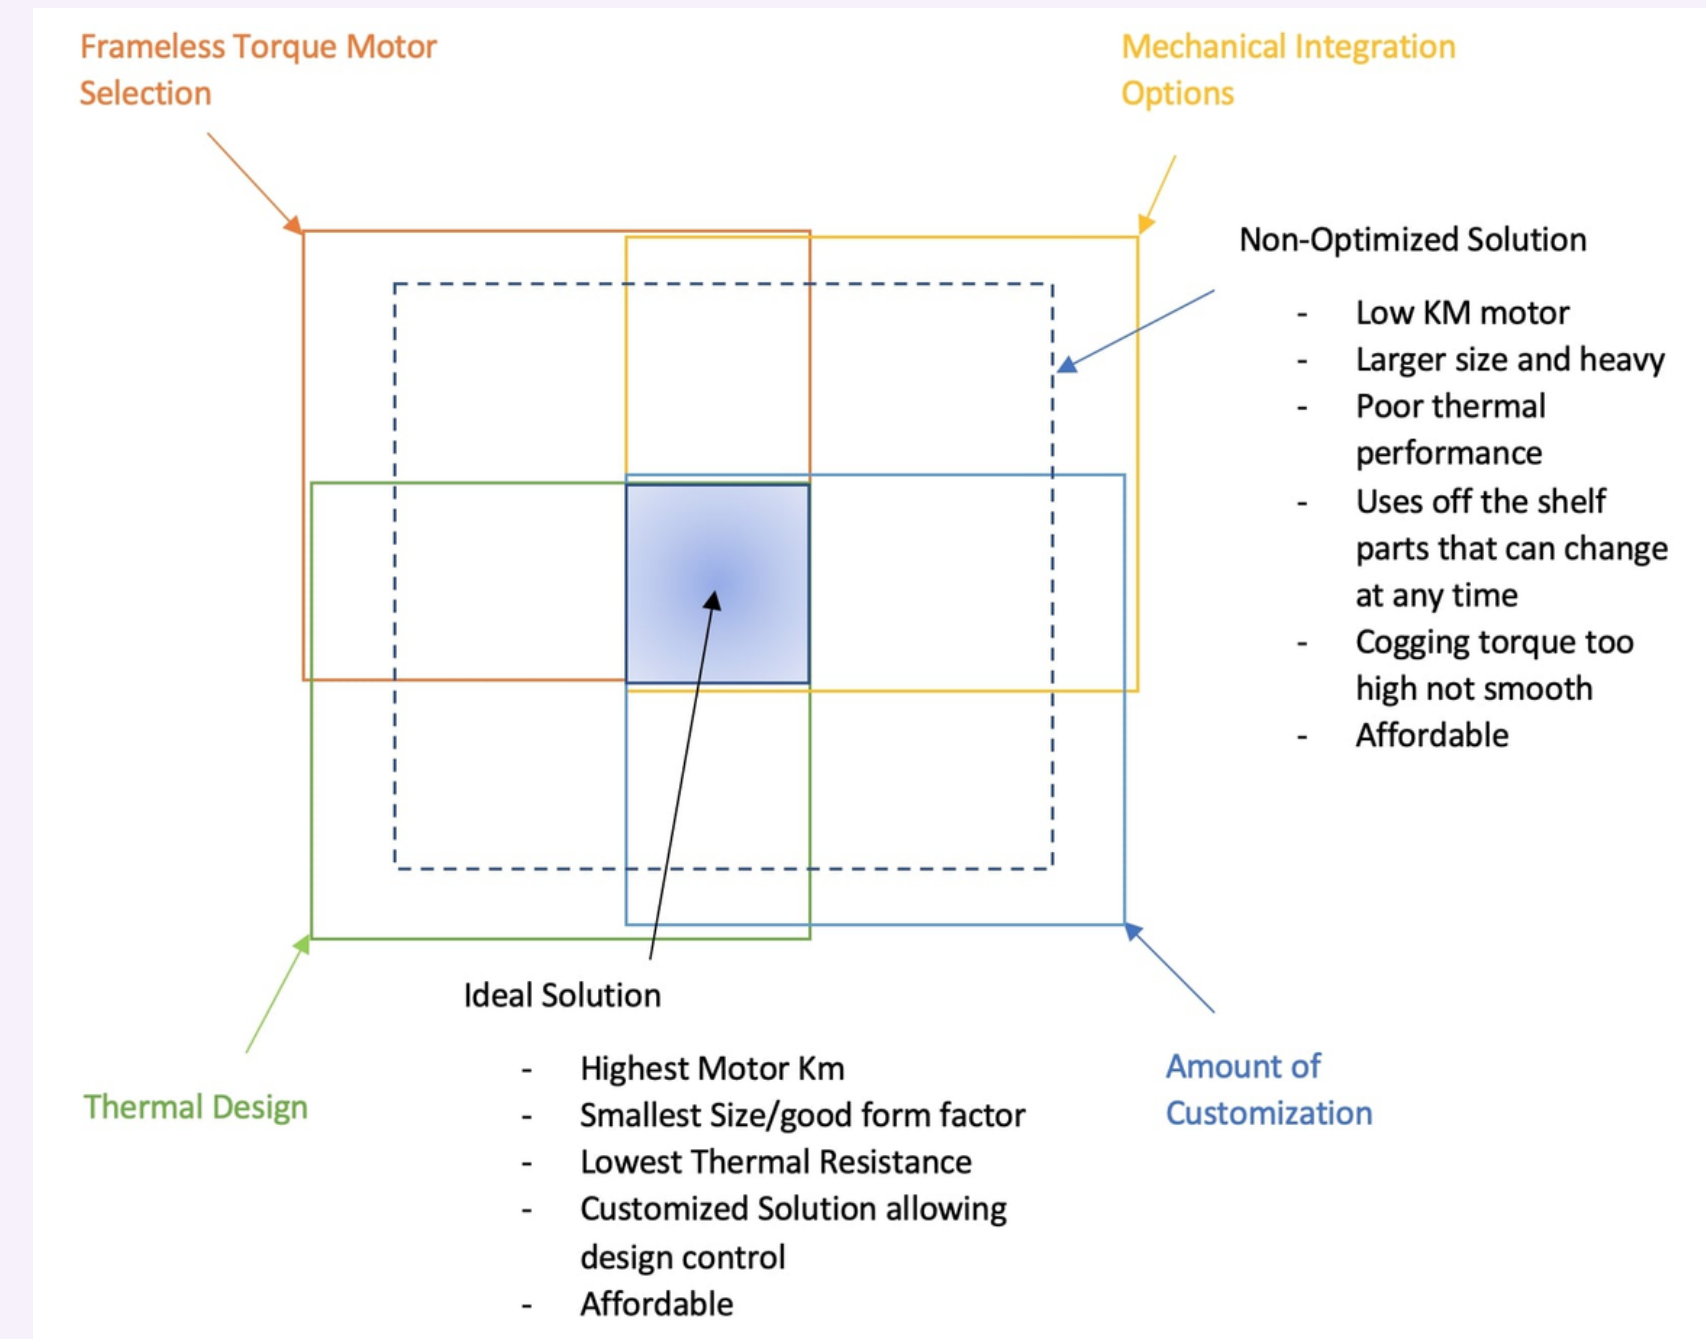 Frameless Torque Motor
Selection
Mechanical Integration
Options
Non-Optimized Solution
- Low KM motor
- Larger size and heavy
- Poor thermal
performance
- Uses off the shelf
parts that can change
at any time
- Cogging torque too
high not smooth
- Affordable
Ideal Solution
- Highest Motor Km
- Smallest Size/good form factor
- Lowest Thermal Resistance
- Customized Solution allowing
design control
- Affordable
Thermal Design
Amount of
Customization